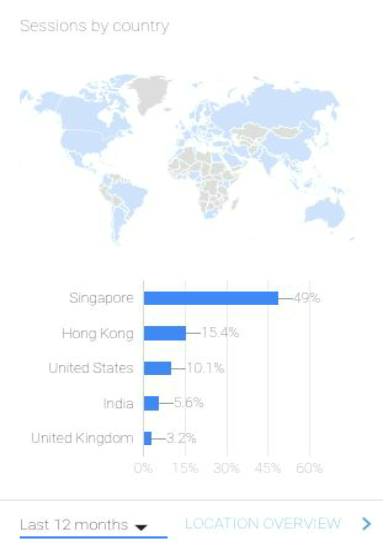 Sessions by country
Singapore 49%
Hong Kong 15.4%
United States 10.1%
India 5.6%
United Kingdom 3.2%
0% 15% 30% 45% 60%
Last 12 months LOCATION OVERVIEW